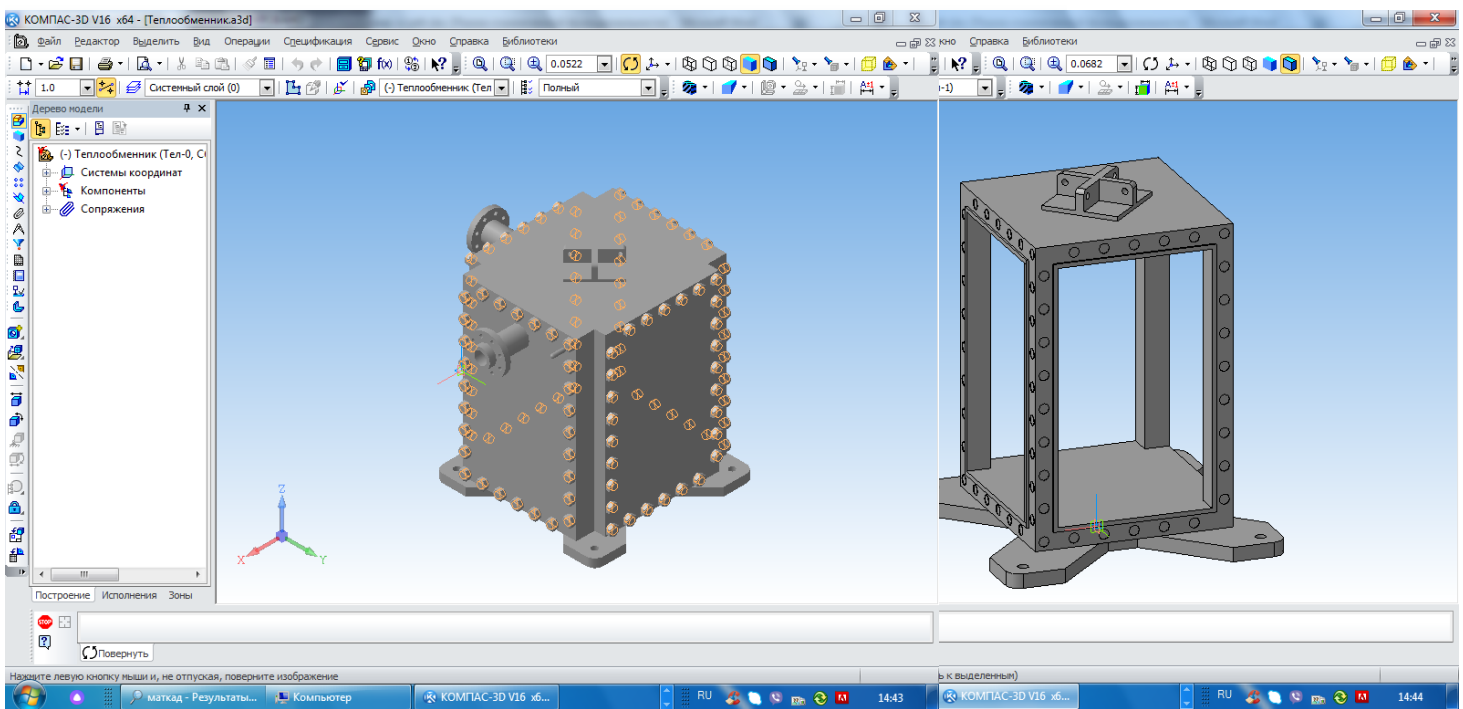 КОМПАС-3D V16 x64 - [Теплообменник.a3d]
Файл Редактор Выделить Вид Операции Спецификация Сервис Окно Справка Библиотеки
кно Справка Библиотеки
0.0522
0.0682
1.0 Системный слой (0) (-) Теплообменник (Тел Полный
-1)
Дерево модели
(-) Теплообменник (Тел-0, С
Системы координат
Компоненты
Сопряжения
Z
X
Y
Построение Исполнения Зоны
STOP
Повернуть
Нажмите левую кнопку мыши и, не отпуская, поверните изображение
ь к выделенным)
маткад - Результаты... Компьютер КОМПАС-3D V16 x6... RU 14:43
КОМПАС-3D V16 x6... RU 14:44